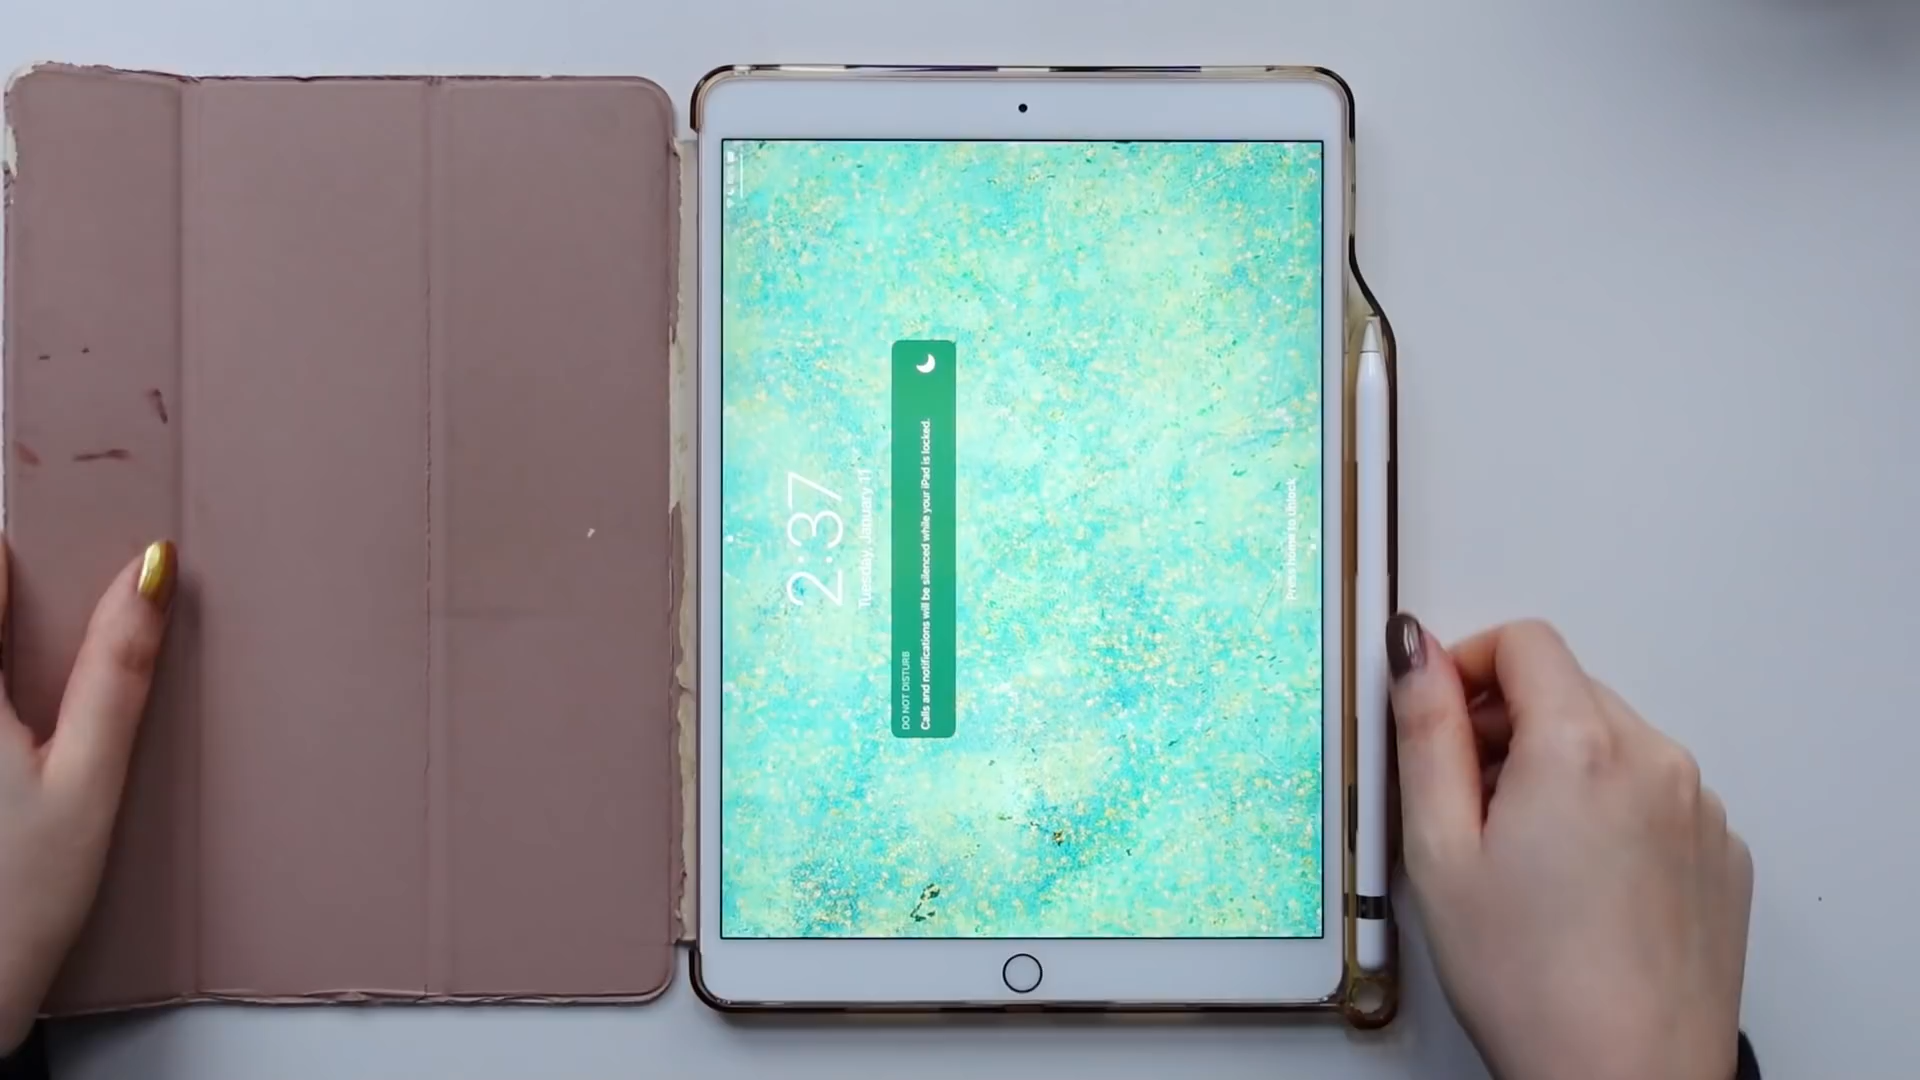 2:37
Tuesday, January 11
DO NOT DISTURB
Calls and notifications will be silenced while your iPad is locked.
Press home to unlock